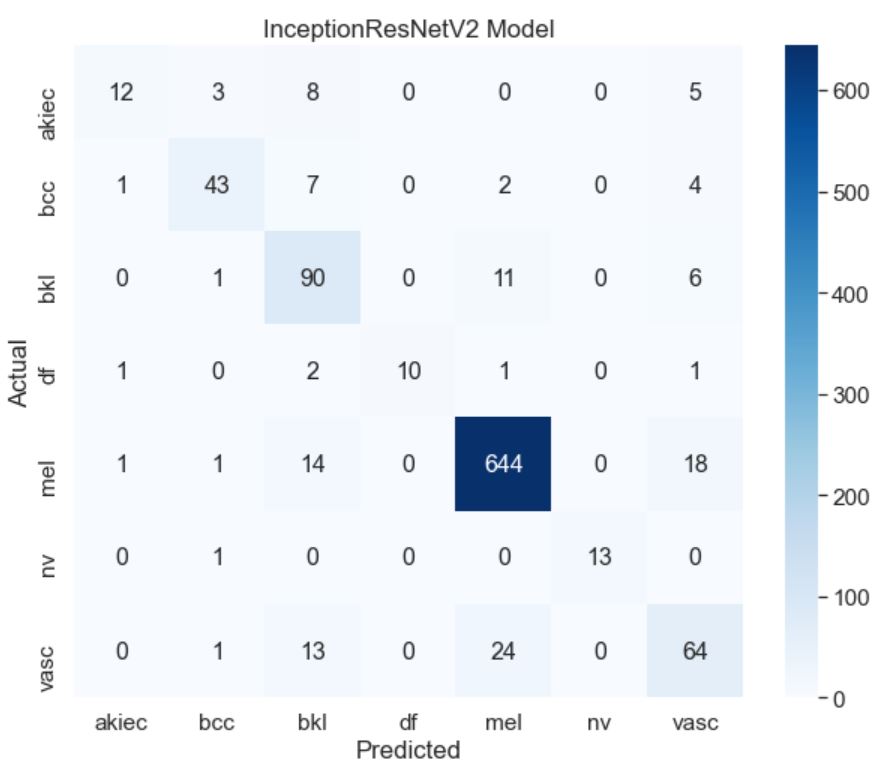 InceptionResNetV2 Model
akiec 12 3 8 0 0 0 5
bcc 1 43 7 0 2 0 4
bkl 0 1 90 0 11 0 6
df 1 0 2 10 1 0 1
mel 1 1 14 0 644 0 18
nv 0 1 0 0 0 13 0
vasc 0 1 13 0 24 0 64
akiec bcc bkl df mel nv vasc
Predicted
Actual
600
500
400
300
200
100
0